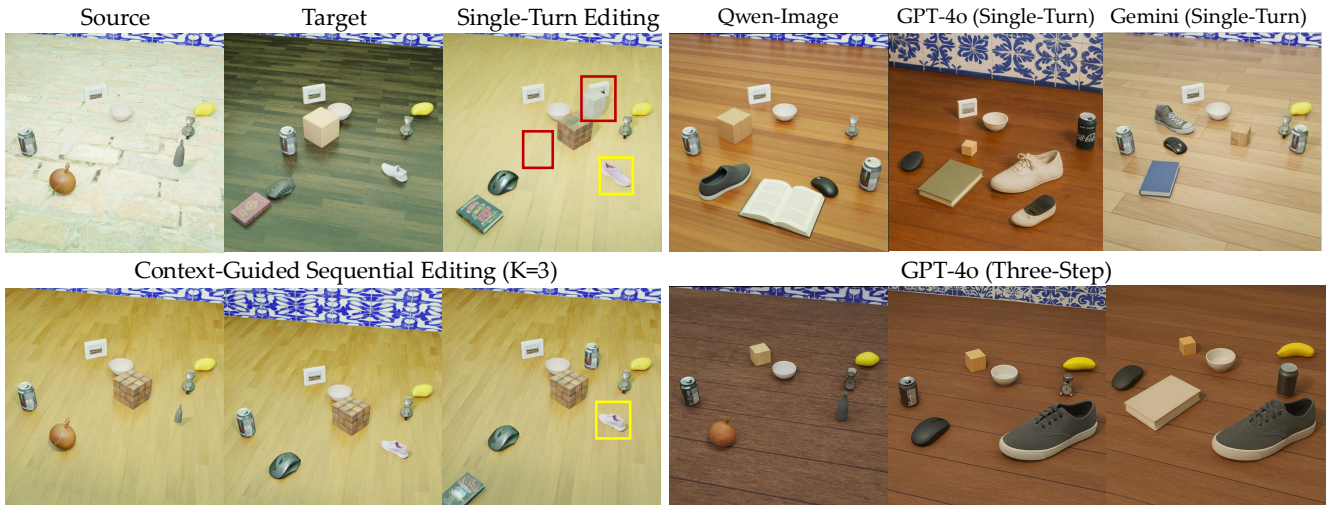 Source Target Single-Turn Editing Qwen-Image GPT-4o (Single-Turn) Gemini (Single-Turn)
Context-Guided Sequential Editing (K=3) GPT-4o (Three-Step)